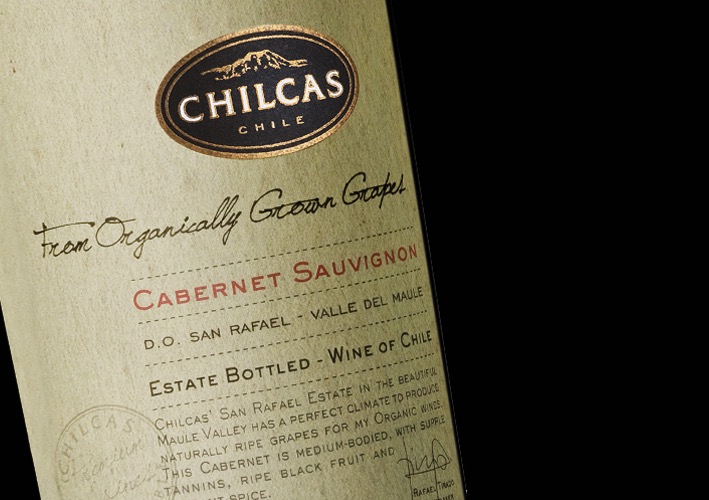 CHILCAS
CHILE
From Organically Grown Grapes
CABERNET SAUVIGNON
D.O. SAN RAFAEL - VALLE DEL MAULE
ESTATE BOTTLED - WINE OF CHILE
CHILCAS' SAN RAFAEL ESTATE IN THE BEAUTIFUL
MAULE VALLEY HAS A PERFECT CLIMATE TO PRODUCE
NATURALLY RIPE GRAPES FOR MY ORGANIC WINES.
THIS CABERNET IS MEDIUM-BODIED, WITH SUPPLE
TANNINS, RIPE BLACK FRUIT AND
SPICE.
RAFAEL TIRADO
CHILCAS